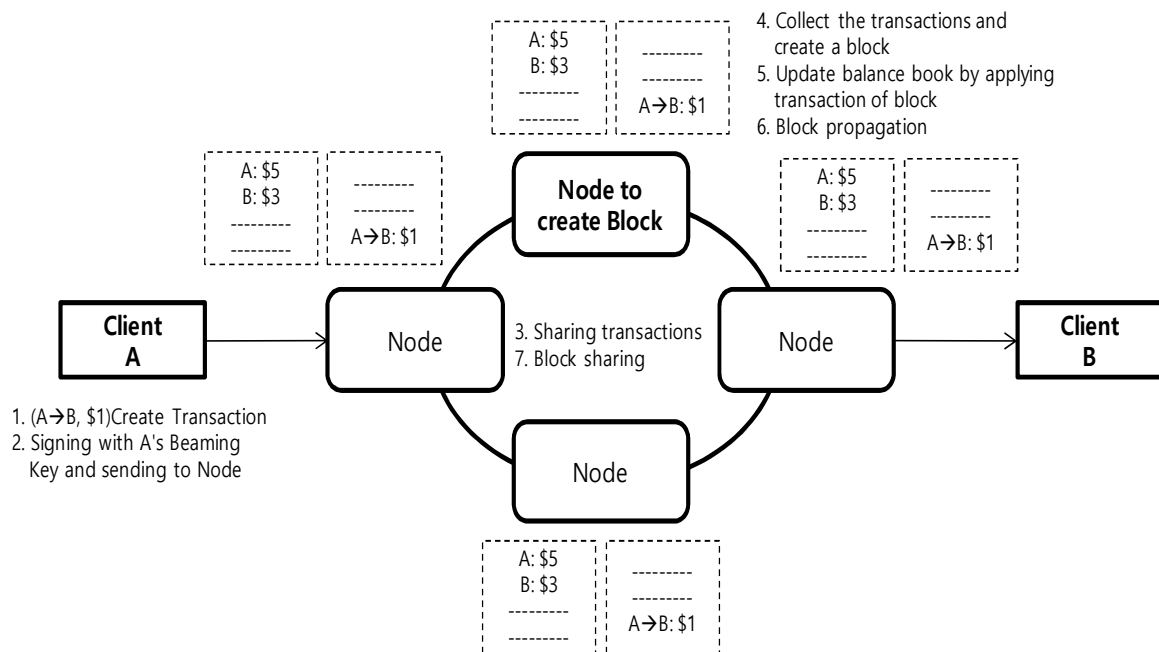 A: $5
B: $3
---------
---------
---------
---------
A→B: $1
4. Collect the transactions and
create a block
5. Update balance book by applying
transaction of block
6. Block propagation
A: $5
B: $3
---------
---------
---------
---------
A→B: $1
Node to
create Block
A: $5
B: $3
---------
---------
---------
---------
A→B: $1
Client
A
Node
3. Sharing transactions
7. Block sharing
Node
Client
B
1. (A→B, $1)Create Transaction
2. Signing with A's Beaming
Key and sending to Node
Node
A: $5
B: $3
---------
---------
---------
---------
A→B: $1